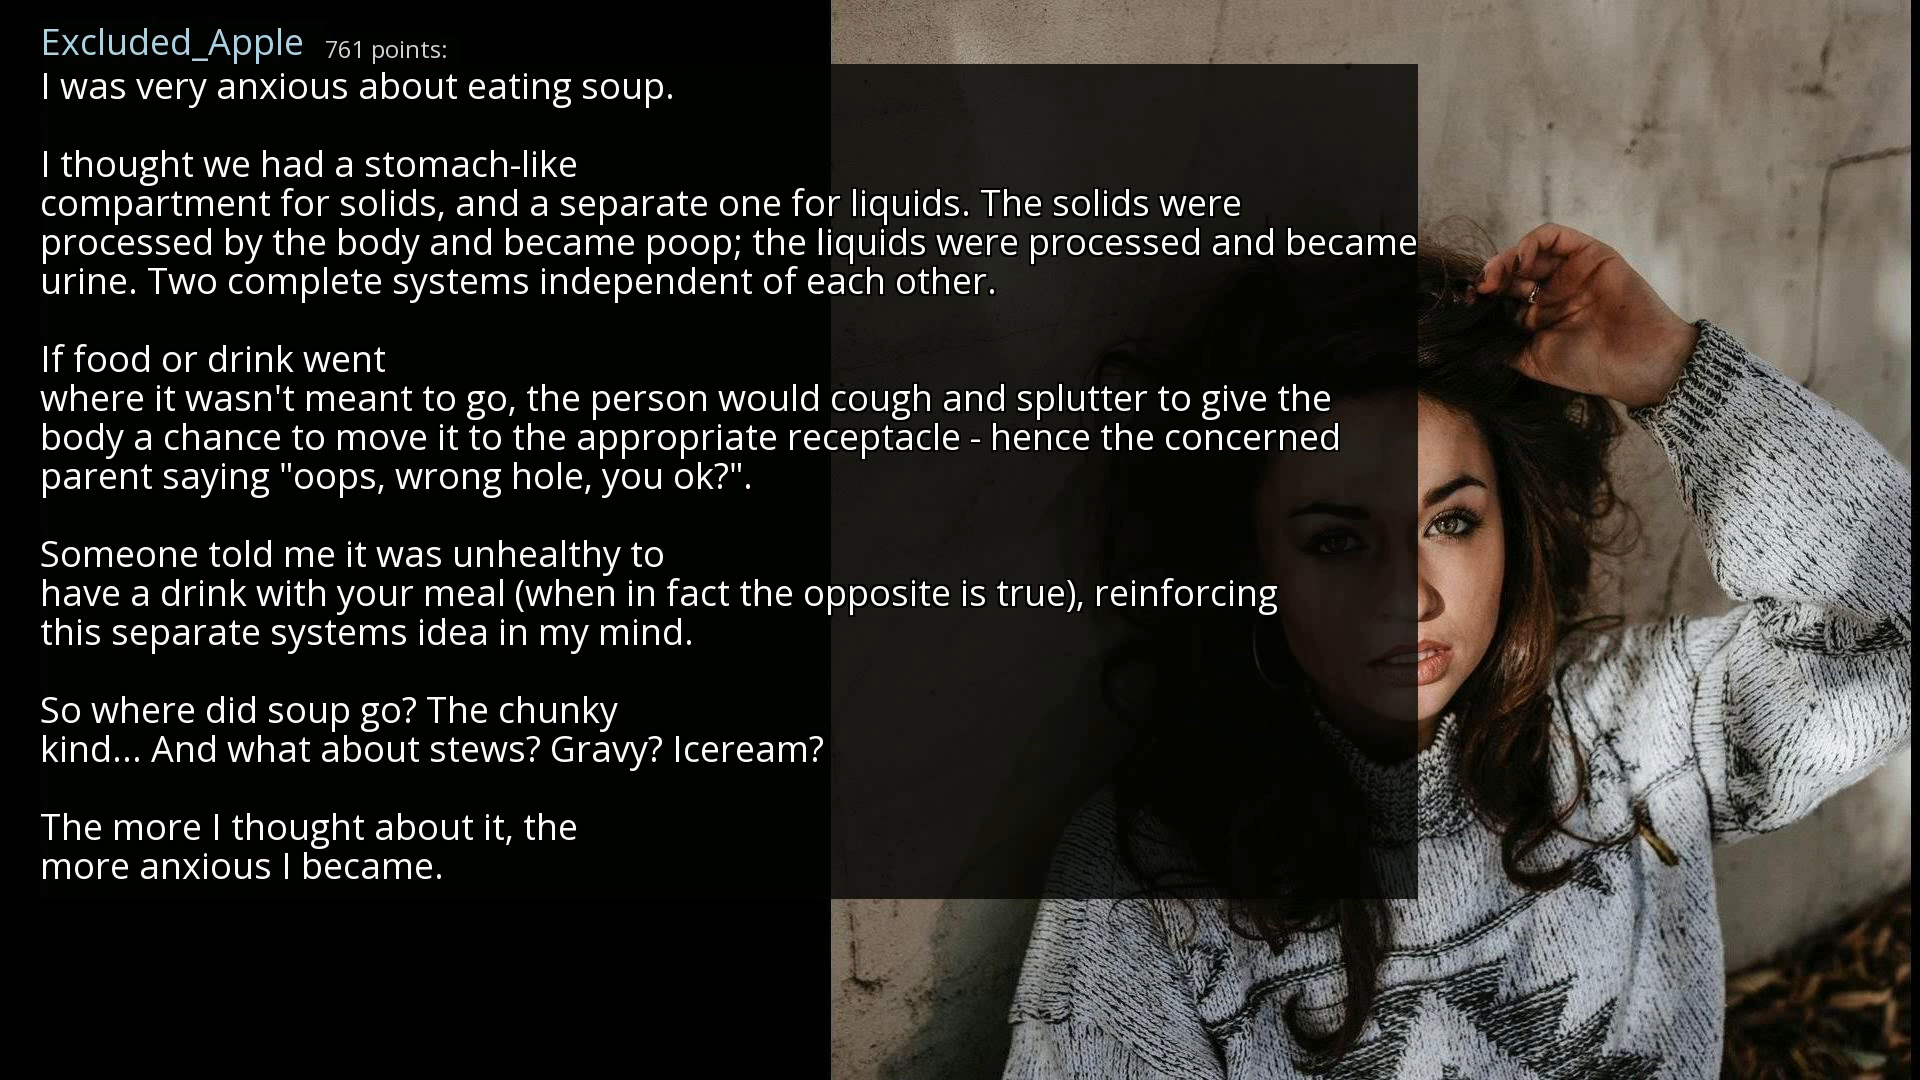 Excluded_Apple 761 points:
I was very anxious about eating soup.
I thought we had a stomach-like
compartment for solids, and a separate one for liquids. The solids were
processed by the body and became poop; the liquids were processed and became
urine. Two complete systems independent of each other.
If food or drink went
where it wasn't meant to go, the person would cough and splutter to give the
body a chance to move it to the appropriate receptacle - hence the concerned
parent saying "oops, wrong hole, you ok?".
Someone told me it was unhealthy to
have a drink with your meal (when in fact the opposite is true), reinforcing
this separate systems idea in my mind.
So where did soup go? The chunky
kind... And what about stews? Gravy? Iceream?
The more I thought about it, the
more anxious I became.